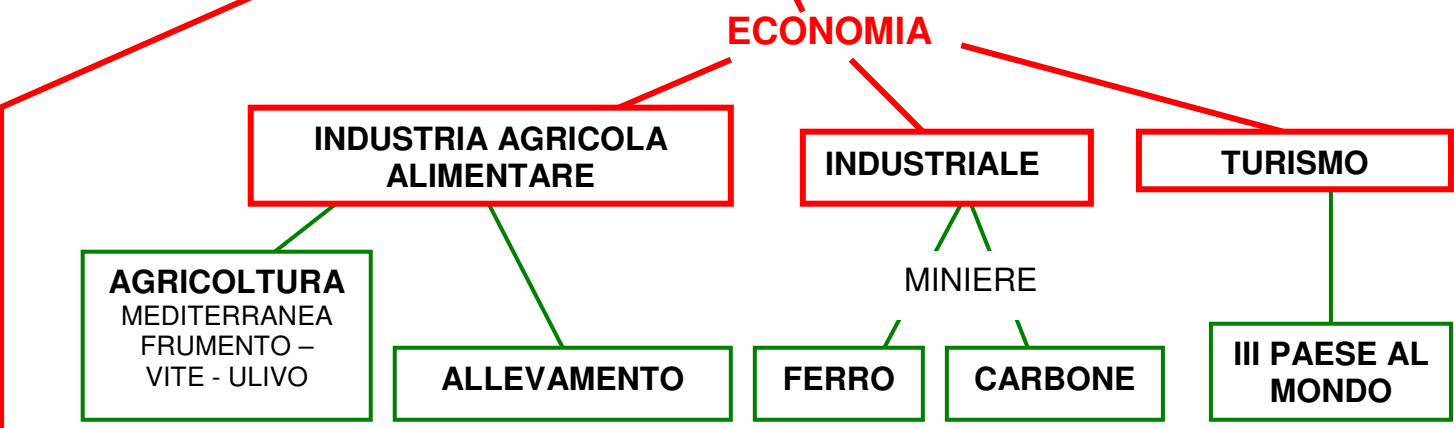 ECONOMIA
INDUSTRIA AGRICOLA
ALIMENTARE
INDUSTRIALE
TURISMO
AGRICOLTURA
MEDITERRANEA
FRUMENTO –
VITE - ULIVO
ALLEVAMENTO
MINIERE
FERRO
CARBONE
III PAESE AL
MONDO